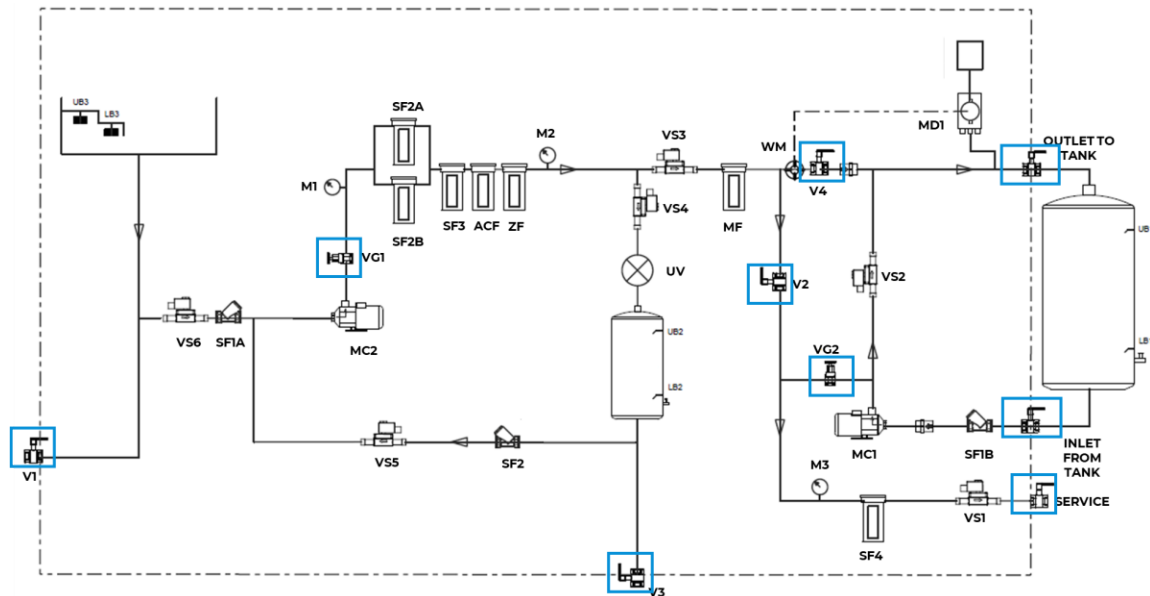 UB3
LB3
SF2A
M1
SF2B
SF3
ACF
ZF
M2
VS3
VS4
MF
WM
V4
MD1
OUTLET TO
TANK
VG1
UV
V2
VS2
VS6
SF1A
MC2
UB2
LB2
VG2
V1
VS5
SF2
MC1
SF1B
INLET
FROM
TANK
M3
SF4
VS1
SERVICE
V3